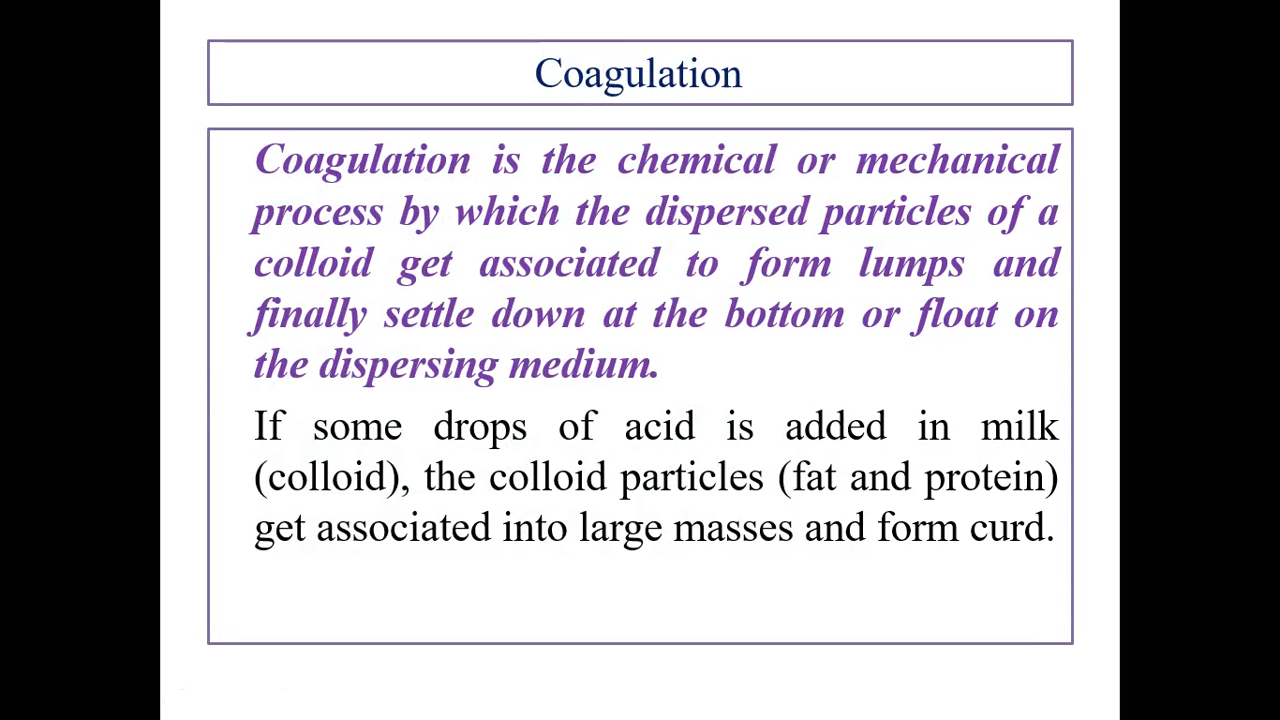 Coagulation
Coagulation is the chemical or mechanical
process by which the dispersed particles of a
colloid get associated to form lumps and
finally settle down at the bottom or float on
the dispersing medium.
If some drops of acid is added in milk
(colloid), the colloid particles (fat and protein)
get associated into large masses and form curd.